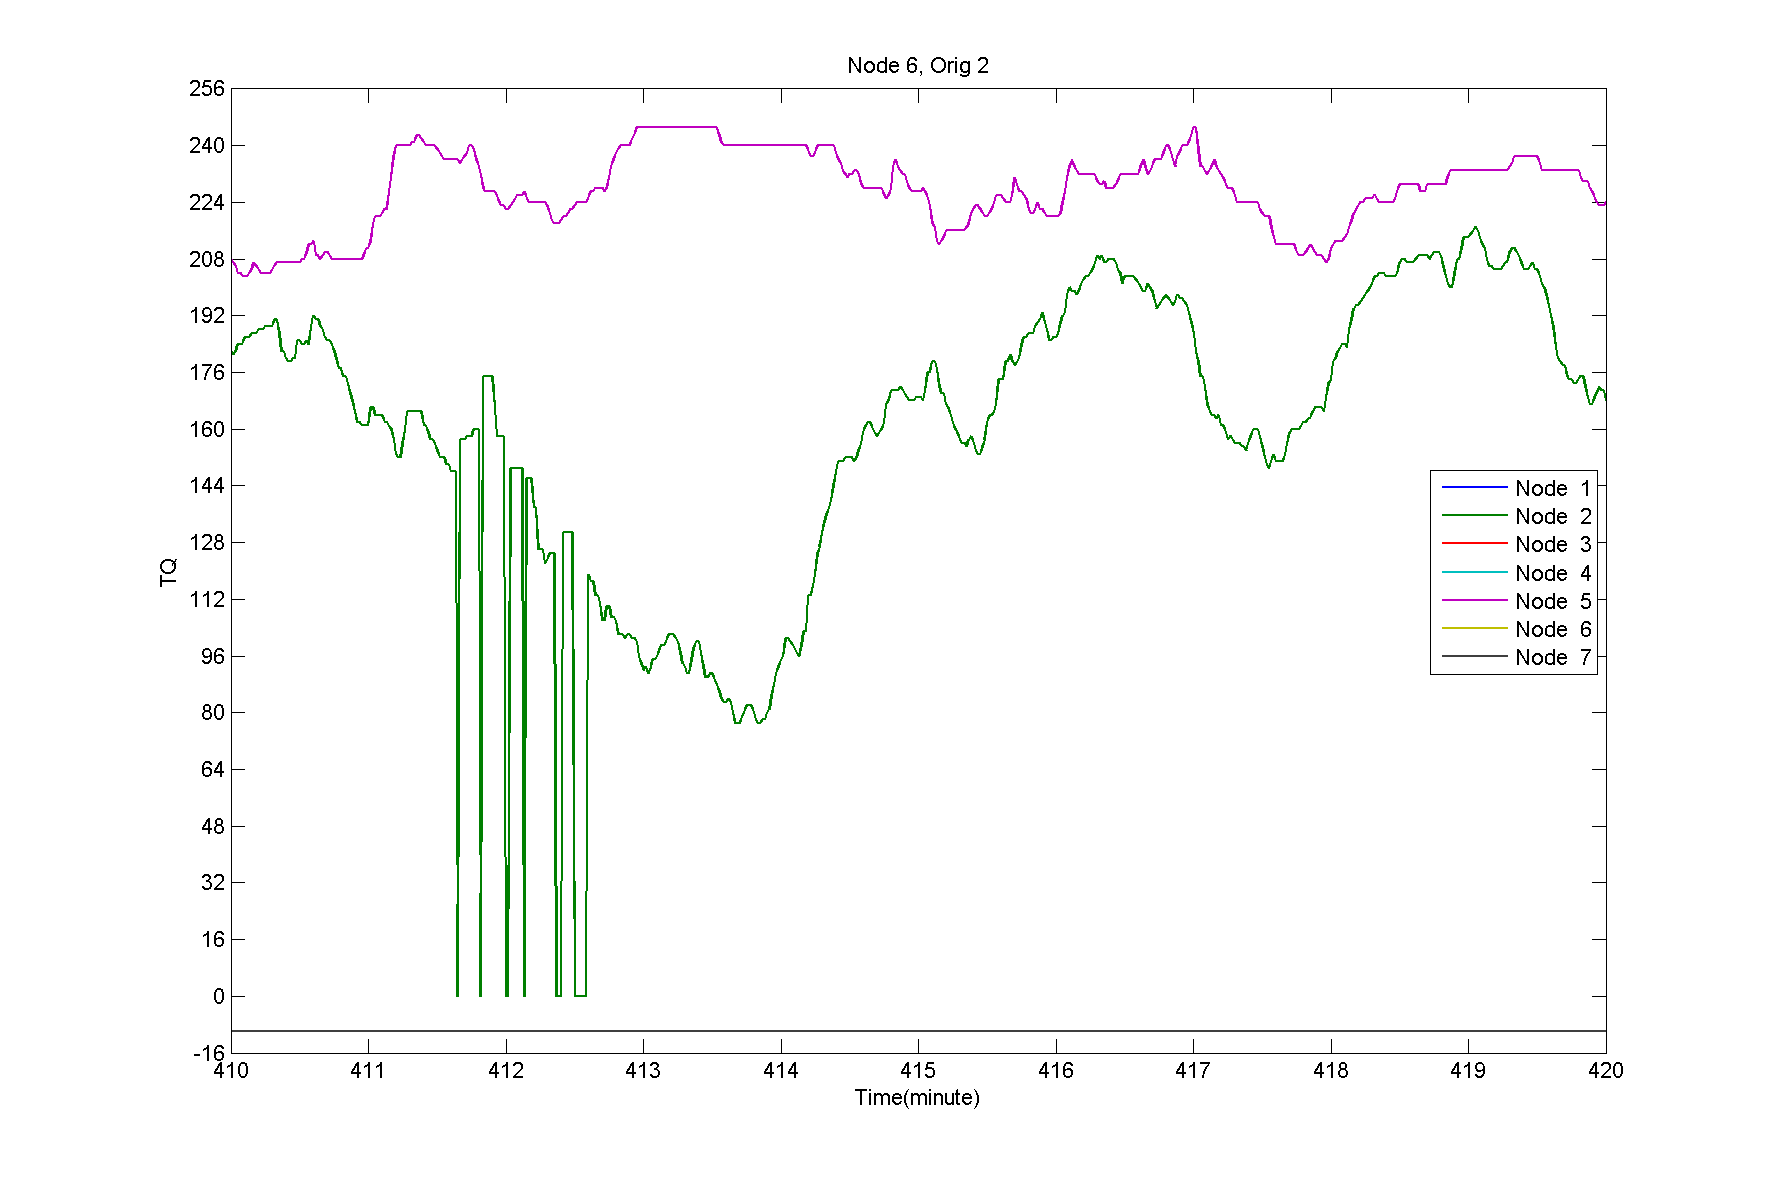 Node 6, Orig 2
256
240
224
208
192
176
160
144
128
112
96
80
64
48
32
16
0
-16
TQ
Node 1
Node 2
Node 3
Node 4
Node 5
Node 6
Node 7
410 411 412 413 414 415 416 417 418 419 420
Time(minute)